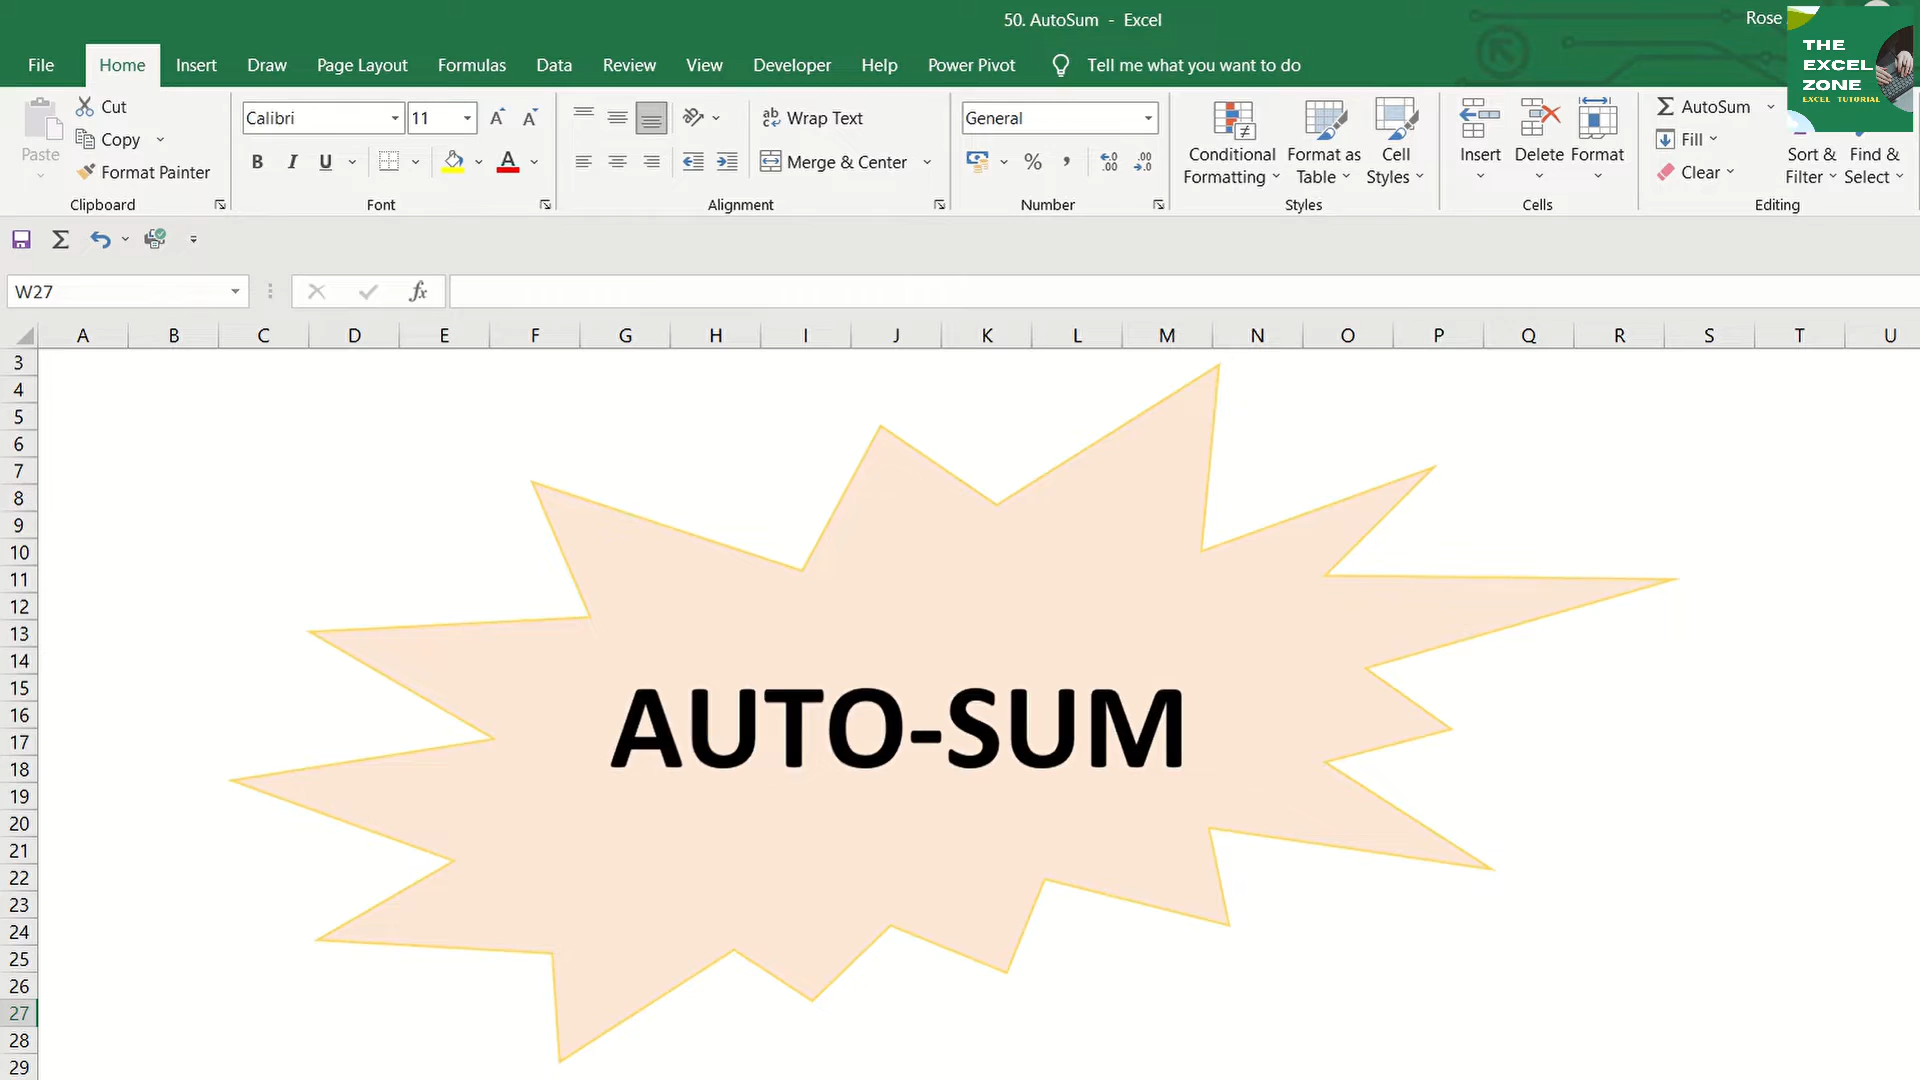 50. AutoSum - Excel
Rose
THE
EXCEL
ZONE
EXCEL TUTORIAL
File Home Insert Draw Page Layout Formulas Data Review View Developer Help Power Pivot Tell me what you want to do
Paste
Cut
Copy
Format Painter
Clipboard
Calibri 11
B I U A
Font
Wrap Text
Merge & Center
Alignment
General
% ,
Number
Conditional
Formatting
Format as
Table
Cell
Styles
Styles
Insert
Delete
Format
Cells
Σ AutoSum
Fill
Clear
Sort &
Filter
Find &
Select
Editing
Σ
W27
fx
A B C D E F G H I J K L M N O P Q R S T U
3
4
5
6
7
8
9
10
11
12
13
14
15
16
17
18
19
20
21
22
23
24
25
26
27
28
29
AUTO-SUM